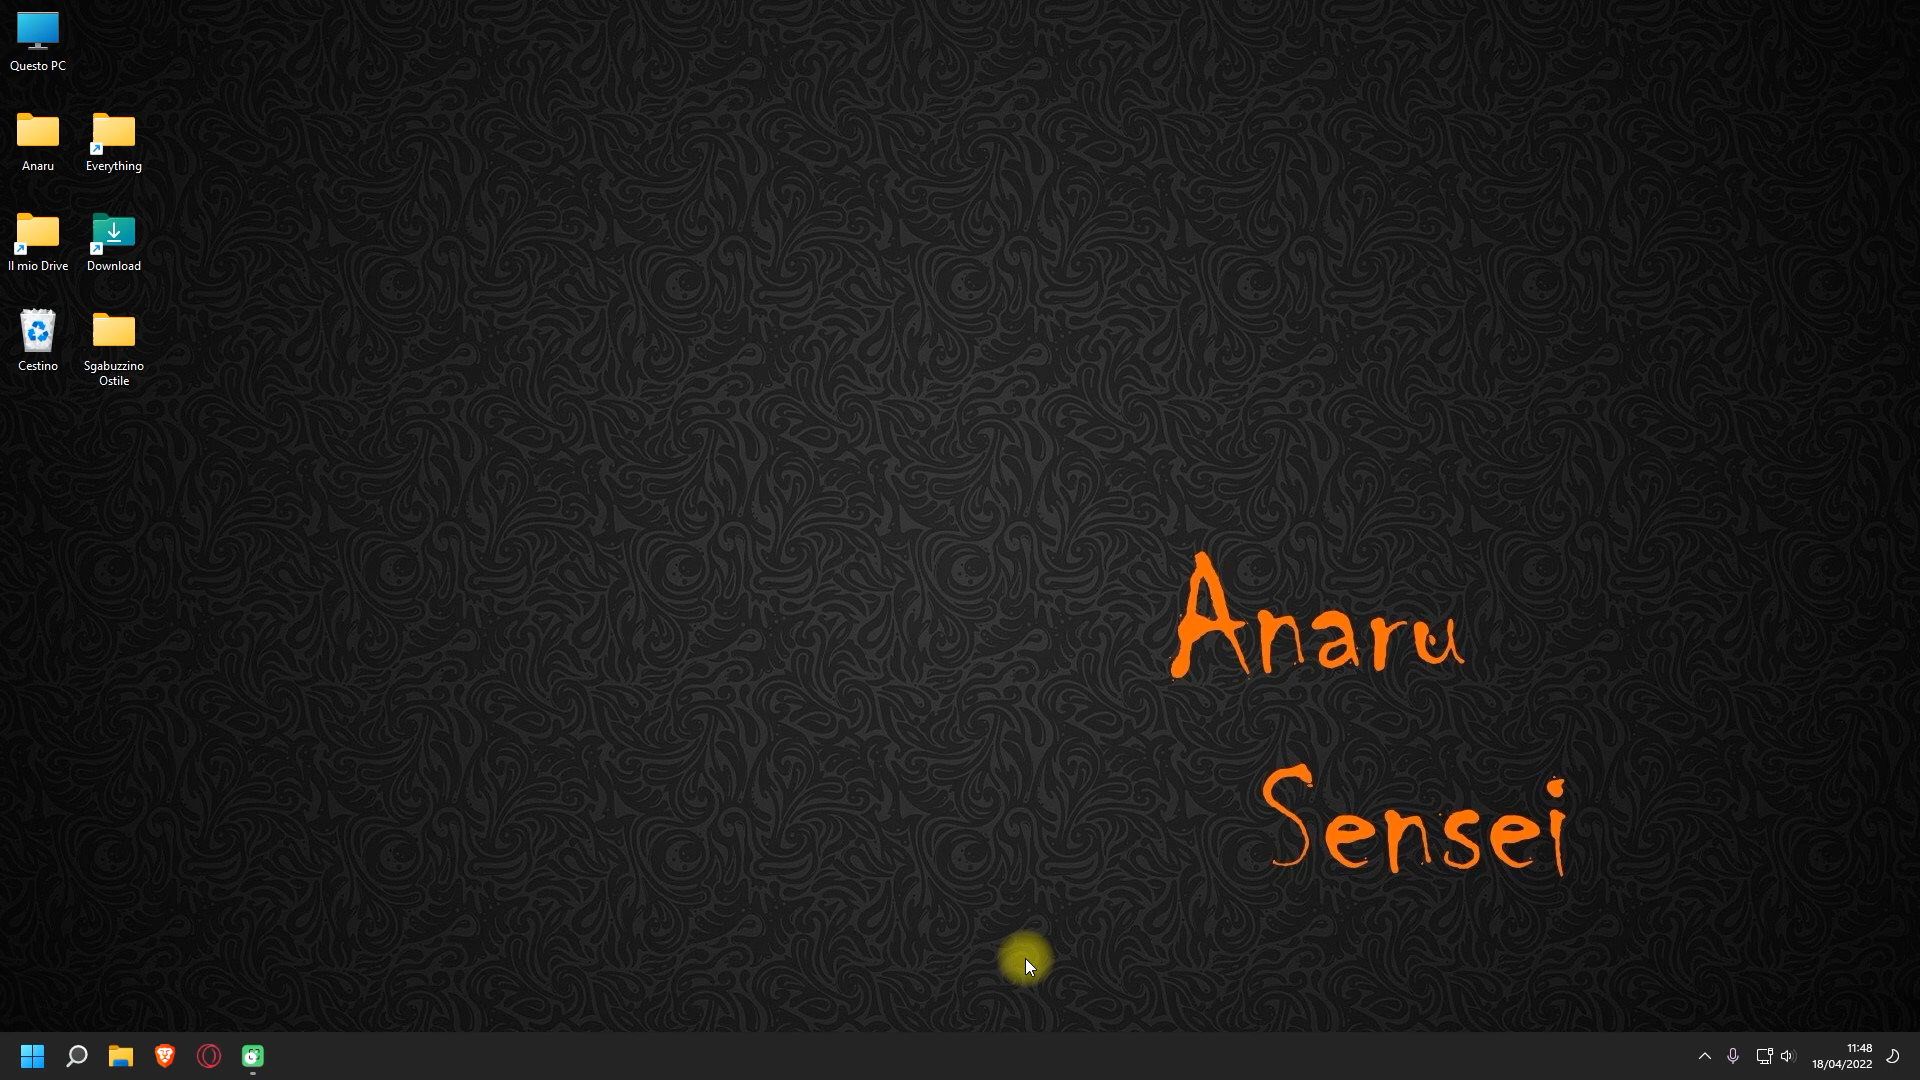 Questo PC
Anaru
Everything
Il mio Drive
Download
Cestino
Sgabuzzino
Ostile
Anaru
Sensei
11:48
18/04/2022